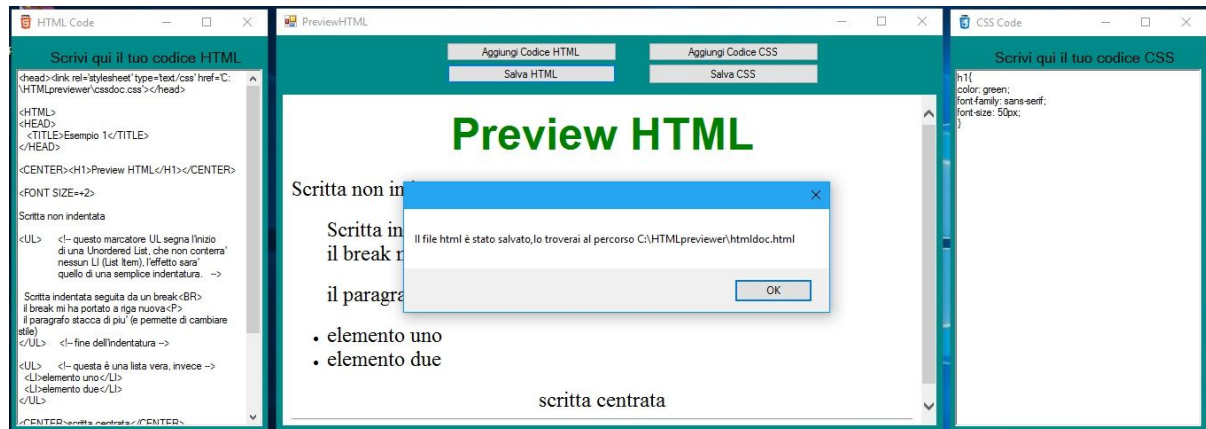 HTML Code
Scrivi qui il tuo codice HTML
<head><link rel='stylesheet' type='text/css' href='C:
\HTMLpreviewer\cssdoc.css'></head>
<HTML>
<HEAD>
<TITLE>Esempio 1</TITLE>
</HEAD>
<CENTER><H1>Preview HTML</H1></CENTER>
<FONT SIZE=+2>
Scritta non indentata
<UL> <!-- questo marcatore UL segna l'inizio
di una Unordered List, che non conterra'
nessun LI (List Item), l'effetto sara'
quello di una semplice indentatura. -->
Scritta indentata seguita da un break<BR>
il break mi ha portato a riga nuova<P>
il paragrafo stacca di piu' (e permette di cambiare
stile)
</UL> <!-- fine dell'indentatura -->
<UL> <!-- questa è una lista vera, invece -->
<LI>elemento uno</LI>
<LI>elemento due</LI>
</UL>
<CENTER>scritta centrata</CENTER>
PreviewHTML
Aggiungi Codice HTML
Aggiungi Codice CSS
Salva HTML
Salva CSS
Preview HTML
Scritta non in
Scritta in
il break m
il paragra
Il file html è stato salvato,lo troverai al percorso C:\HTMLpreviewer\htmldoc.html
OK
• elemento uno
• elemento due
scritta centrata
CSS Code
Scrivi qui il tuo codice CSS
h1{
color: green;
font-family: sans-serif;
font-size: 50px;
}